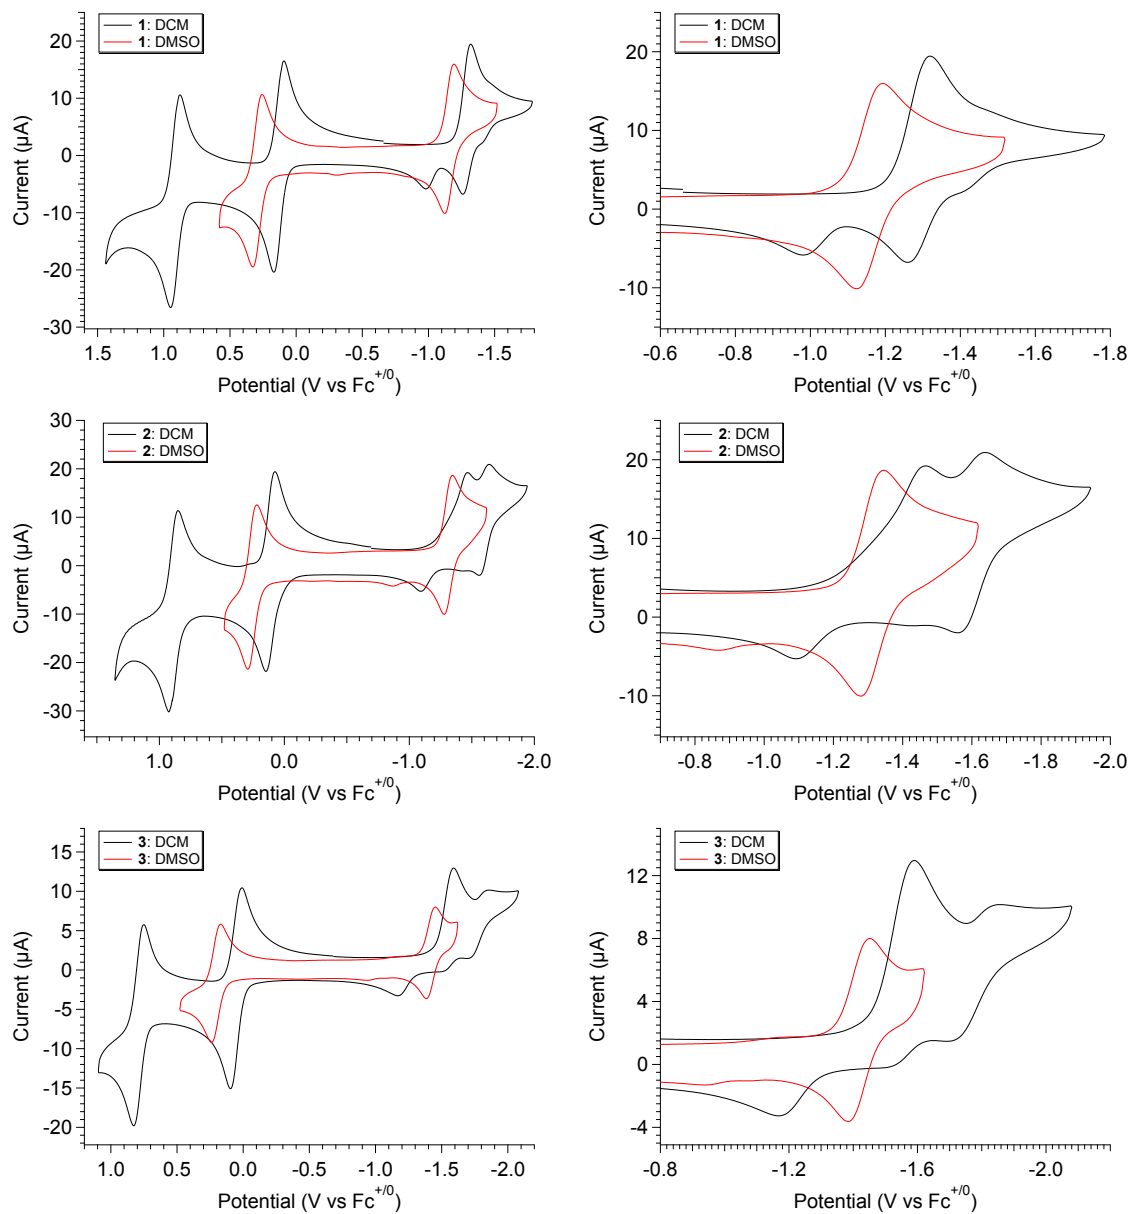 1: DCM
1: DMSO
20
10
0
-10
-20
-30
Current (µA)
1.5 1.0 0.5 0.0 -0.5 -1.0 -1.5
Potential (V vs Fc+/0)
1: DCM
1: DMSO
20
10
0
-10
Current (µA)
-0.6 -0.8 -1.0 -1.2 -1.4 -1.6 -1.8
Potential (V vs Fc+/0)
2: DCM
2: DMSO
30
20
10
0
-10
-20
-30
Current (µA)
1.0 0.0 -1.0 -2.0
Potential (V vs Fc+/0)
2: DCM
2: DMSO
20
10
0
-10
Current (µA)
-0.8 -1.0 -1.2 -1.4 -1.6 -1.8 -2.0
Potential (V vs Fc+/0)
3: DCM
3: DMSO
15
10
5
0
-5
-10
-15
-20
Current (µA)
1.0 0.5 0.0 -0.5 -1.0 -1.5 -2.0
Potential (V vs Fc+/0)
3: DCM
3: DMSO
12
8
4
0
-4
Current (µA)
-0.8 -1.2 -1.6 -2.0
Potential (V vs Fc+/0)